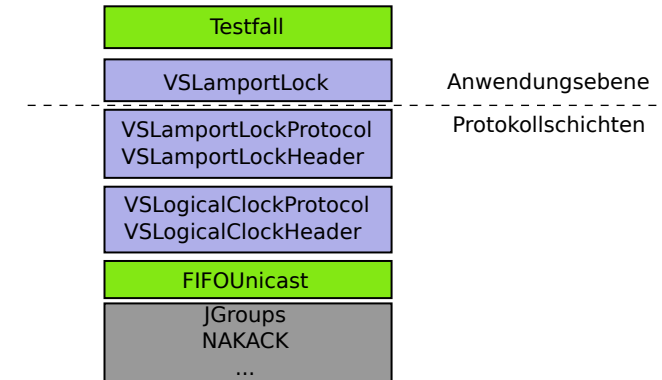 Testfall
VSLamportLock
Anwendungsebene
Protokollschichten
VSLamportLockProtocol
VSLamportLockHeader
VSLogicalClockProtocol
VSLogicalClockHeader
FIFOUnicast
JGroups
NAKACK
...